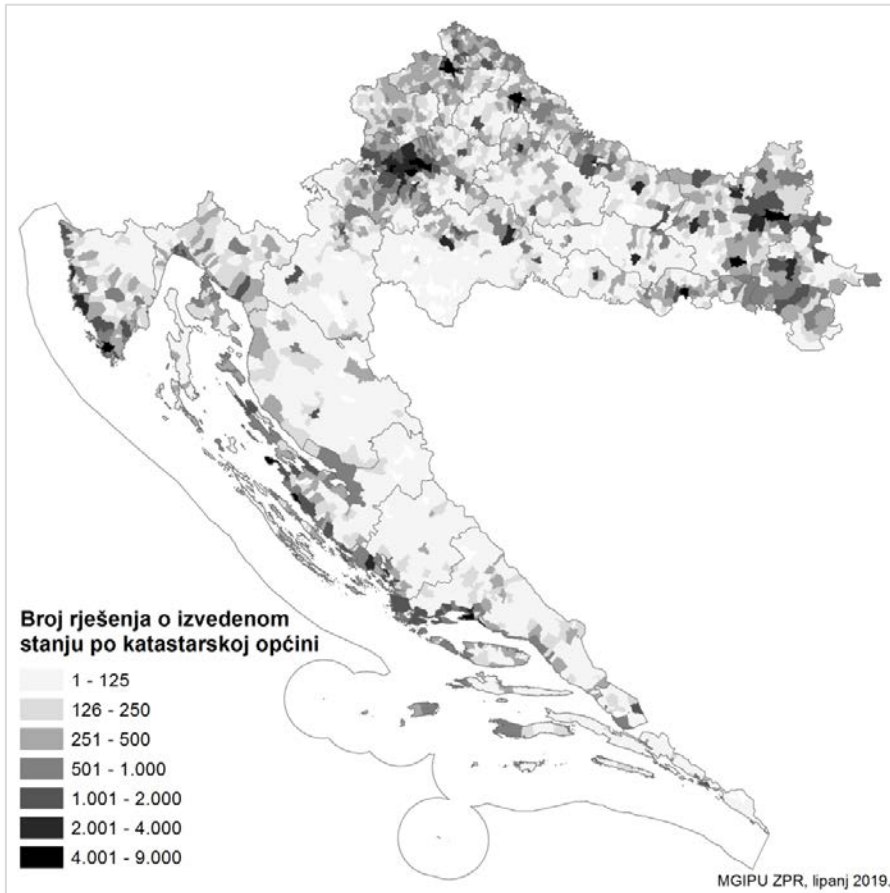 Broj rješenja o izvedenom
stanju po katastarskoj općini
1 - 125
126 - 250
251 - 500
501 - 1.000
1.001 - 2.000
2.001 - 4.000
4.001 - 9.000
MGIPU ZPR, lipanj 2019.